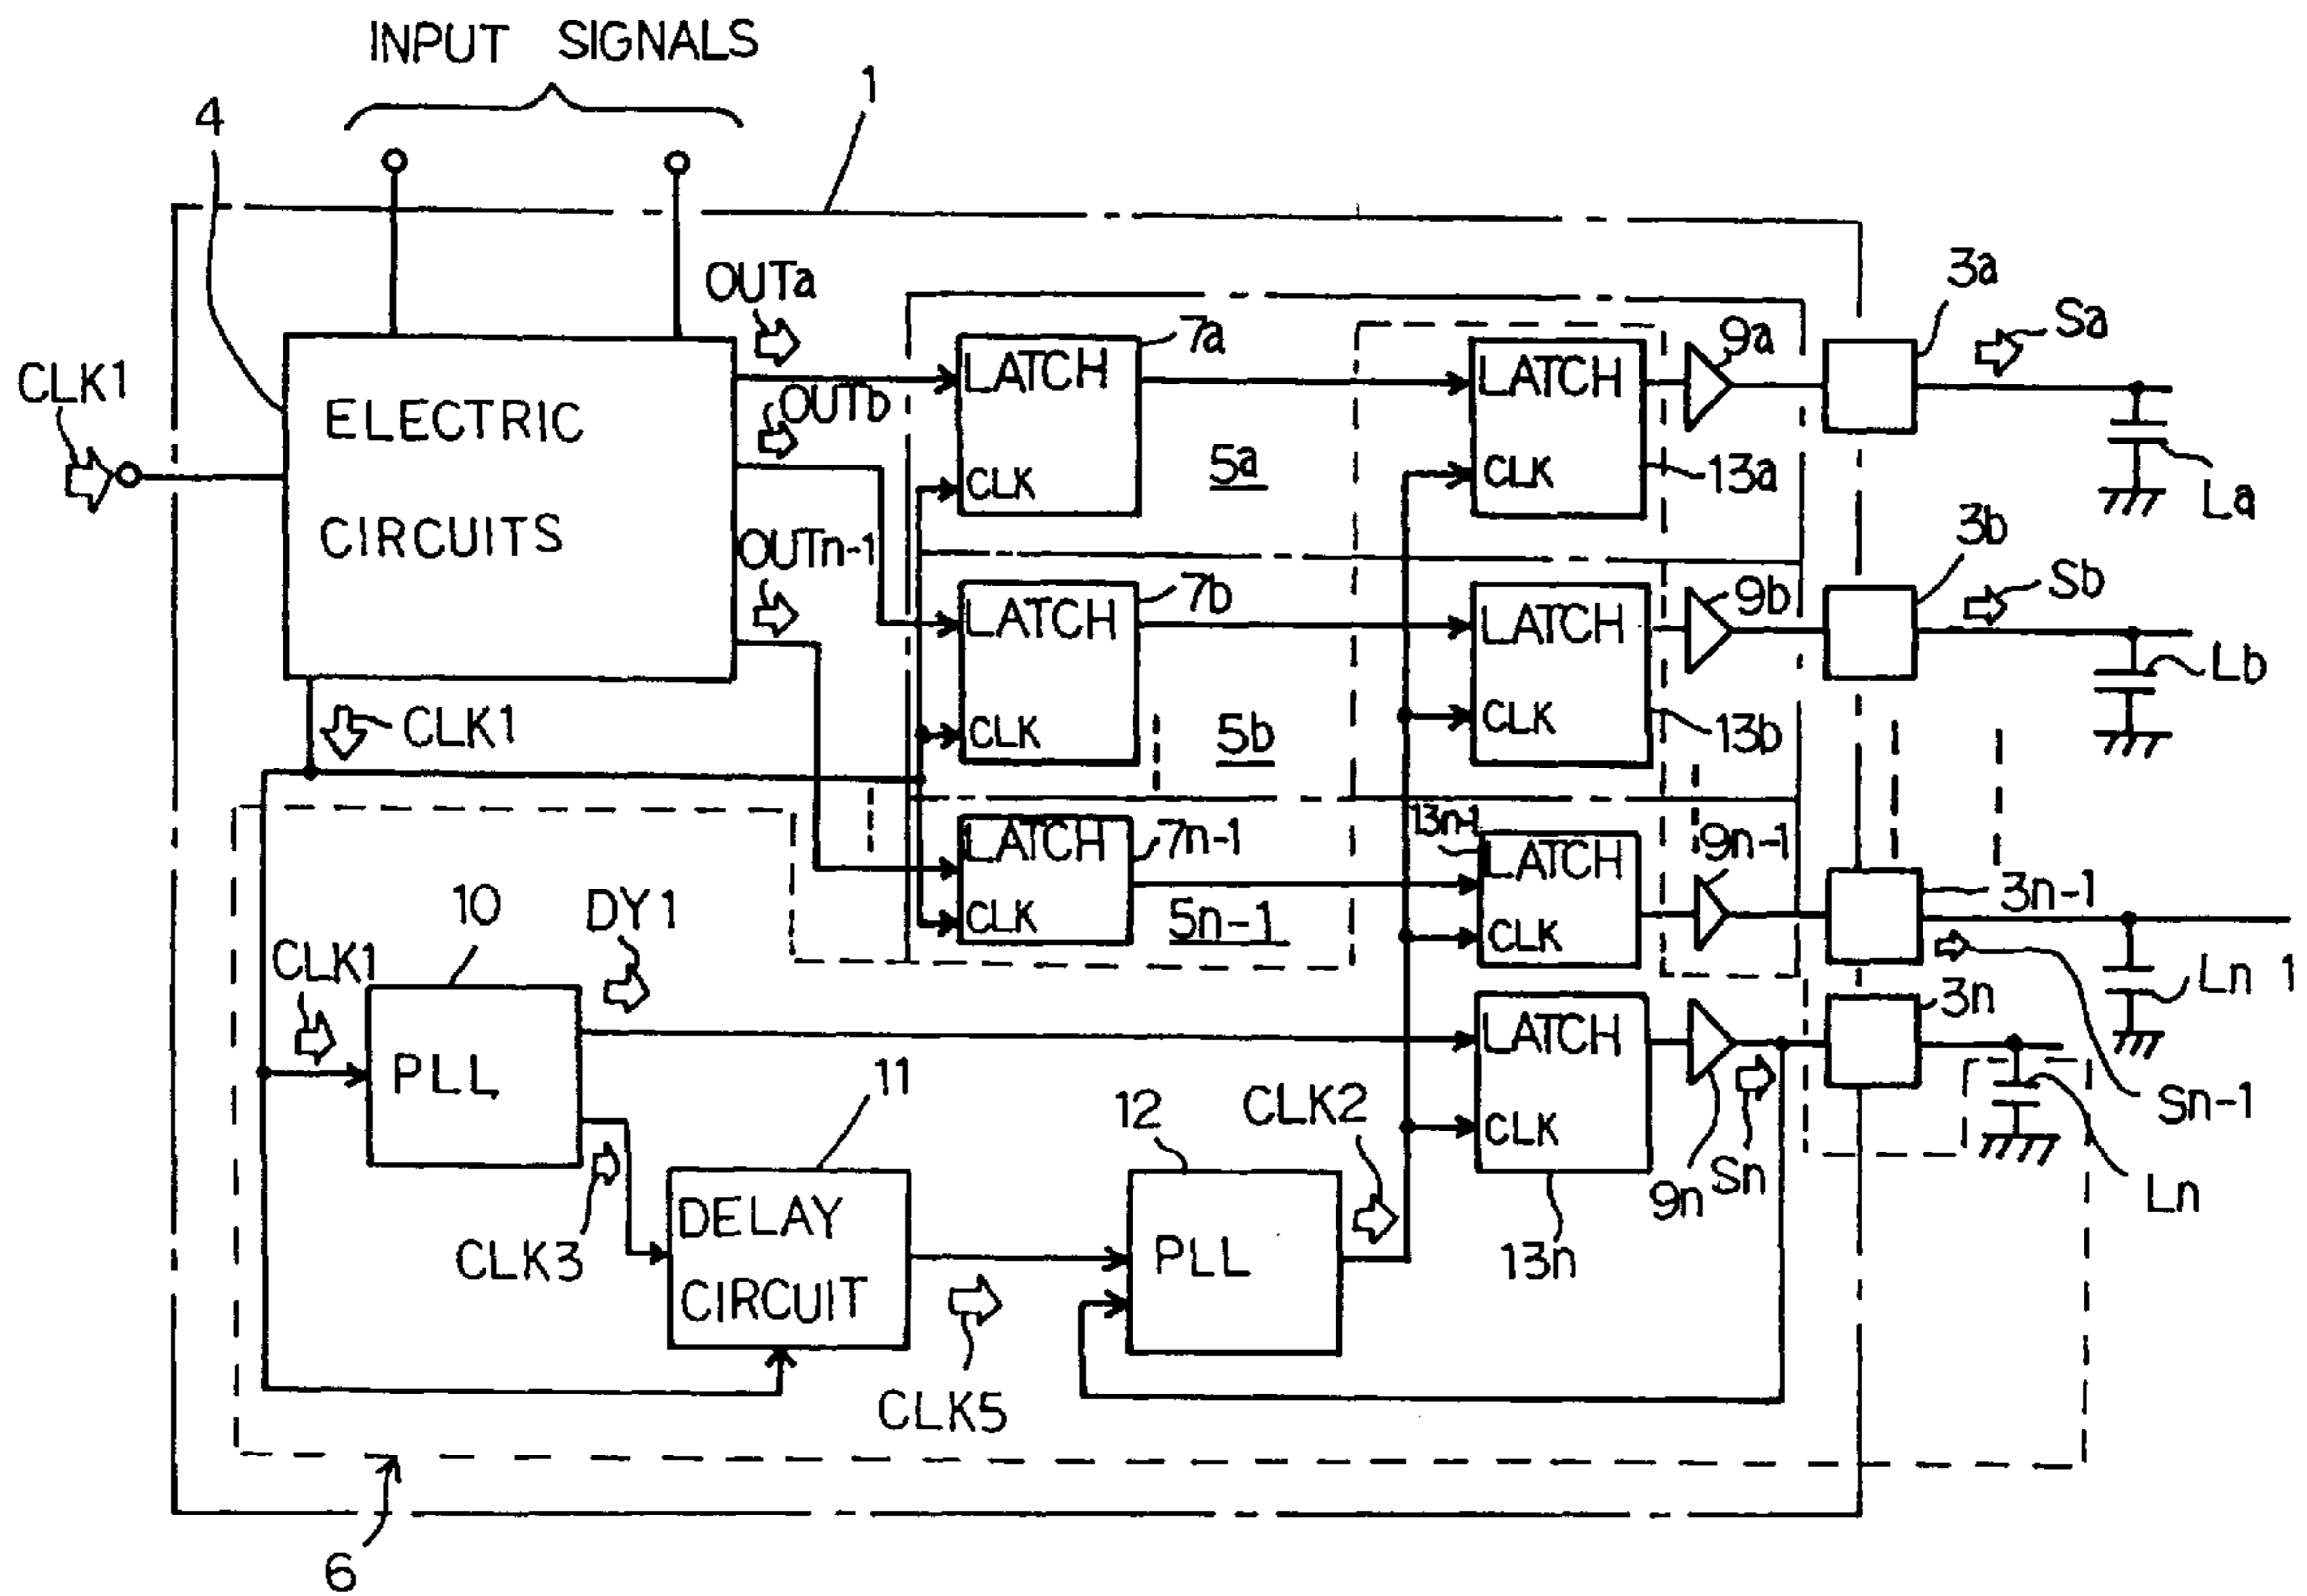 INPUT SIGNALS
1
4
3a
Sa
OUTa
7a
9a
CLK1
LATCH
LATCH
OUTb
ELECTRIC
CIRCUITS
CLK
5a
CLK
13a
La
OUTn-1
3b
Sb
7b
9b
LATCH
LATCH
Lb
CLK1
CLK
5b
CLK
13b
LATCH
7n-1
13n-1
LATCH
9n-1
CLK
5n-1
CLK
3n-1
10
DY1
CLK1
3n
Ln 1
PLL
LATCH
11
12
CLK2
CLK
Sn-1
9n
Sn
Ln
DELAY
CIRCUIT
CLK3
PLL
13n
CLK5
6